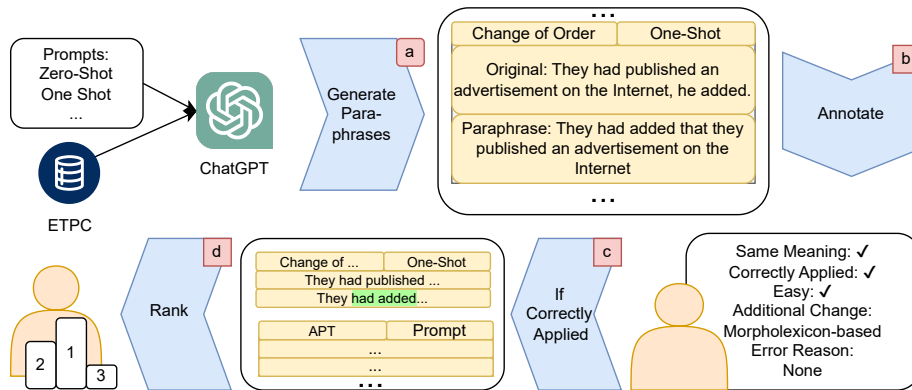 Prompts:
Zero-Shot
One Shot
...
ETPC
ChatGPT
a
Generate
Para-
phrases
...
Change of Order
One-Shot
Original: They had published an
advertisement on the Internet, he added.
Paraphrase: They had added that they
published an advertisement on the
Internet
...
b
Annotate
Same Meaning: ✓
Correctly Applied: ✓
Easy: ✓
Additional Change:
Morpholexicon-based
Error Reason:
None
c
If
Correctly
Applied
Change of ...
One-Shot
They had published ...
They had added...
APT
Prompt
...
...
...
d
Rank
2
1
3